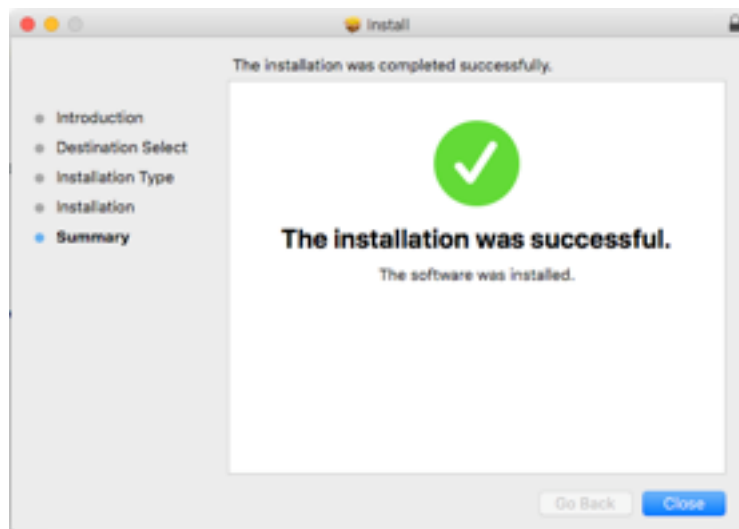 Install
The installation was completed successfully.
Introduction
Destination Select
Installation Type
Installation
Summary
The installation was successful.
The software was installed.
Go Back
Close